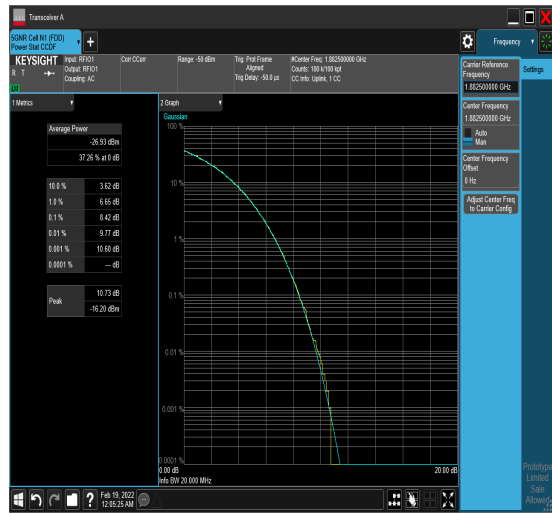 Transceiver A
5GNR Cell N1 (FDD)
Power Stat CCDF
KEYSIGHT
R T
LXI
Input: RFIO1
Output: RFIO1
Coupling: AC
Corr CCorr
Range: -50 dBm
Trig: Prot Frame
Aligned
Trig Delay: -50.0 µs
#Center Freq: 1.882500000 GHz
Counts: 100 k/100 kpt
CC Info: Uplink, 1 CC
Frequency
Settings
Carrier Reference
Frequency
1.882500000 GHz
Center Frequency
1.882500000 GHz
Auto
Man
Center Frequency
Offset
0 Hz
Adjust Center Freq
to Carrier Config
1 Metrics
Average Power
-26.93 dBm
37.26 % at 0 dB
10.0 % 3.62 dB
1.0 % 6.65 dB
0.1 % 8.42 dB
0.01 % 9.77 dB
0.001 % 10.60 dB
0.0001 % --- dB
Peak
10.73 dB
-16.20 dBm
2 Graph
Gaussian
100 %
10 %
1 %
0.1 %
0.01 %
0.001 %
0.0001 %
0.00 dB
20.00 dB
Info BW 20.000 MHz
Feb 19, 2022
12:05:25 AM
Prototype
Limited
Sale
Allowed